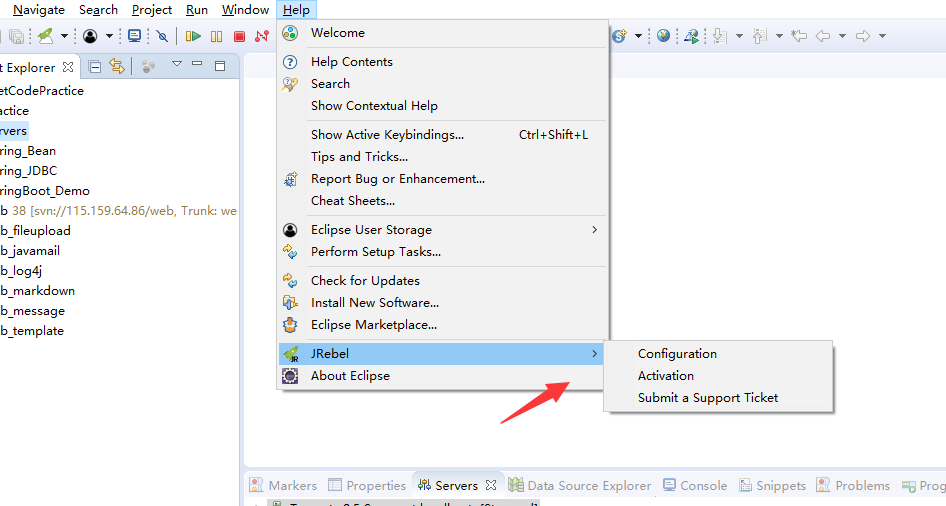 Navigate Search Project Run Window Help
Welcome
Help Contents
Search
Show Contextual Help
Show Active Keybindings... Ctrl+Shift+L
Tips and Tricks...
Report Bug or Enhancement...
Cheat Sheets...
Eclipse User Storage
Perform Setup Tasks...
Check for Updates
Install New Software...
Eclipse Marketplace...
JRebel
About Eclipse
Configuration
Activation
Submit a Support Ticket
t Explorer
etCodePractice
actice
rvers
ring_Bean
ring_JDBC
ringBoot_Demo
b 38 [svn://115.159.64.86/web, Trunk: we
b_fileupload
b_javamail
b_log4j
b_markdown
b_message
b_template
Markers Properties Servers Data Source Explorer Console Snippets Problems Prog